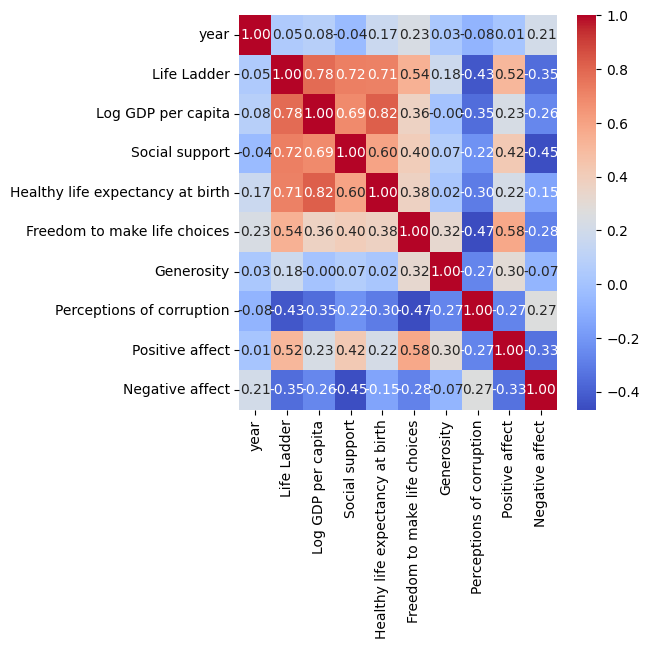 year 1.00 0.05 0.08 -0.04 0.17 0.23 0.03 -0.08 0.01 0.21
Life Ladder 0.05 1.00 0.78 0.72 0.71 0.54 0.18 -0.43 0.52 -0.35
Log GDP per capita 0.08 0.78 1.00 0.69 0.82 0.36 -0.00 -0.35 0.23 -0.26
Social support -0.04 0.72 0.69 1.00 0.60 0.40 0.07 -0.22 0.42 -0.45
Healthy life expectancy at birth 0.17 0.71 0.82 0.60 1.00 0.38 0.02 -0.30 0.22 -0.15
Freedom to make life choices 0.23 0.54 0.36 0.40 0.38 1.00 0.32 -0.47 0.58 -0.28
Generosity 0.03 0.18 -0.00 0.07 0.02 0.32 1.00 -0.27 0.30 -0.07
Perceptions of corruption -0.08 -0.43 -0.35 -0.22 -0.30 -0.47 -0.27 1.00 -0.27 0.27
Positive affect 0.01 0.52 0.23 0.42 0.22 0.58 0.30 -0.27 1.00 -0.33
Negative affect 0.21 -0.35 -0.26 -0.45 -0.15 -0.28 -0.07 0.27 -0.33 1.00
year
Life Ladder
Log GDP per capita
Social support
Healthy life expectancy at birth
Freedom to make life choices
Generosity
Perceptions of corruption
Positive affect
Negative affect
1.0
0.8
0.6
0.4
0.2
0.0
−0.2
−0.4